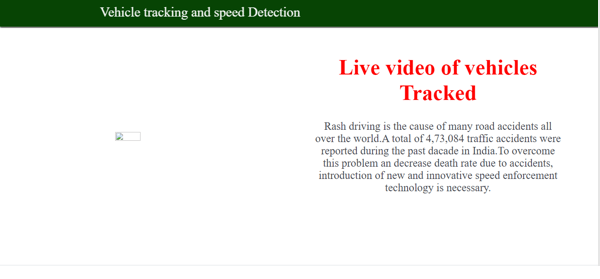 Vehicle tracking and speed Detection
Live video of vehicles
Tracked
Rash driving is the cause of many road accidents all
over the world.A total of 4,73,084 traffic accidents were
reported during the past dacade in India.To overcome
this problem an decrease death rate due to accidents,
introduction of new and innovative speed enforcement
technology is necessary.